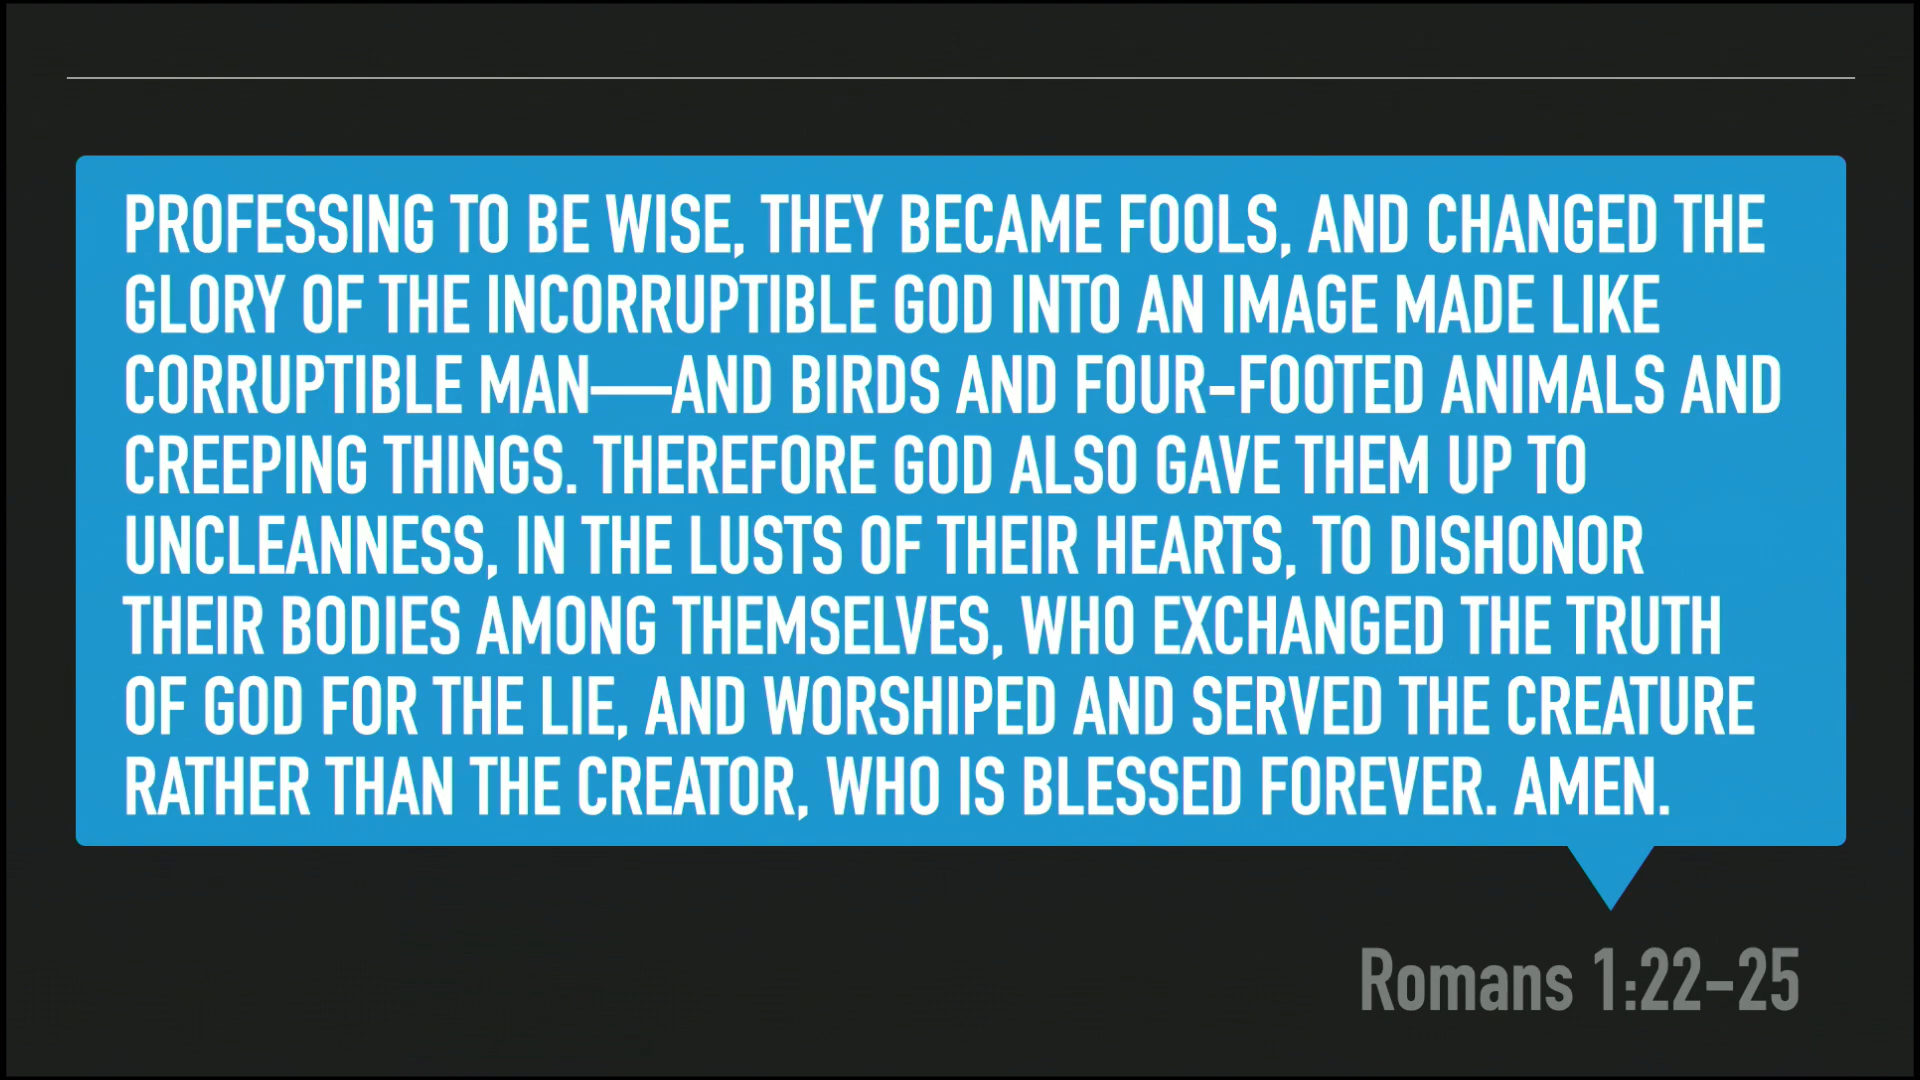 PROFESSING TO BE WISE, THEY BECAME FOOLS, AND CHANGED THE
GLORY OF THE INCORRUPTIBLE GOD INTO AN IMAGE MADE LIKE
CORRUPTIBLE MAN—AND BIRDS AND FOUR-FOOTED ANIMALS AND
CREEPING THINGS. THEREFORE GOD ALSO GAVE THEM UP TO
UNCLEANNESS, IN THE LUSTS OF THEIR HEARTS, TO DISHONOR
THEIR BODIES AMONG THEMSELVES, WHO EXCHANGED THE TRUTH
OF GOD FOR THE LIE, AND WORSHIPED AND SERVED THE CREATURE
RATHER THAN THE CREATOR, WHO IS BLESSED FOREVER. AMEN.
Romans 1:22-25